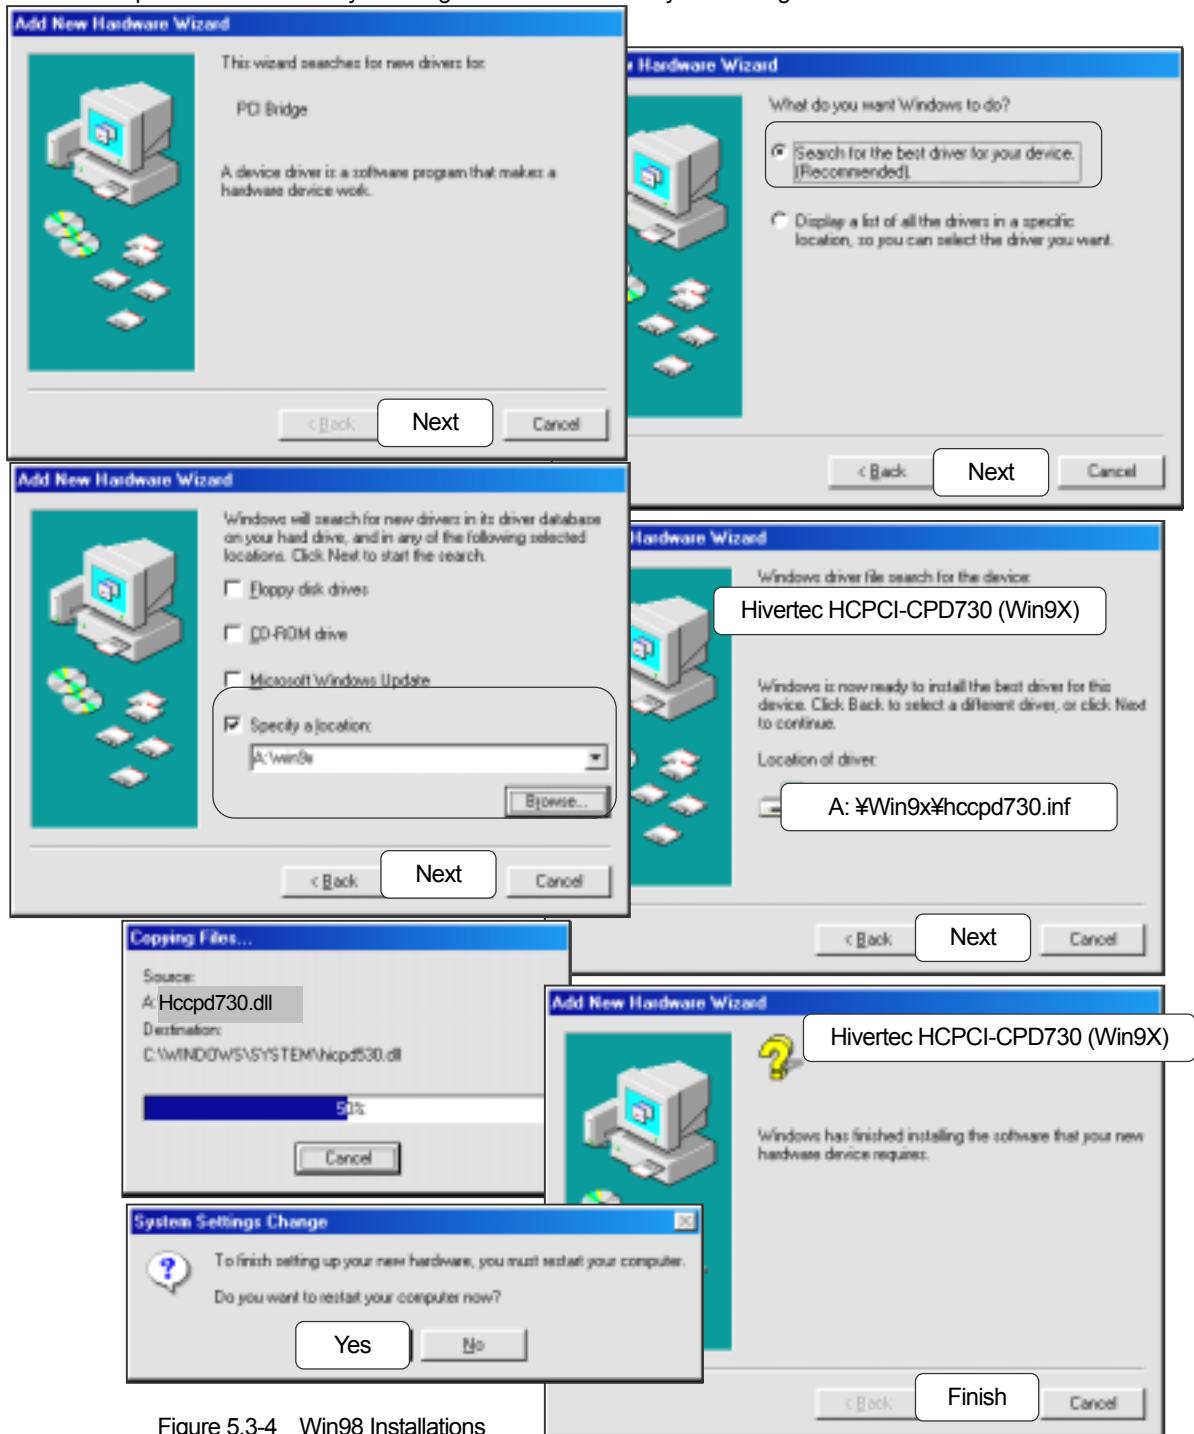 Add New Hardware Wizard
This wizard searches for new drivers for:
PCI Bridge
A device driver is a software program that makes a
hardware device work.
< Back
Next
Cancel
Hardware Wizard
What do you want Windows to do?
Search for the best driver for your device.
(Recommended).
Display a list of all the drivers in a specific
location, so you can select the driver you want.
< Back
Next
Cancel
Add New Hardware Wizard
Windows will search for new drivers in its driver database
on your hard drive, and in any of the following selected
locations. Click Next to start the search.
Floppy disk drives
CD-ROM drive
Microsoft Windows Update
Specify a location:
A:\win9x
Browse...
< Back
Next
Cancel
Hardware Wizard
Windows driver file search for the device:
Hivertec HCPCI-CPD730 (Win9X)
Windows is now ready to install the best driver for this
device. Click Back to select a different driver, or click Next
to continue.
Location of driver:
A: ¥Win9x¥hccpd730.inf
< Back
Next
Cancel
Copying Files...
Source:
A: Hccpd730.dll
Destination:
C:\WINDOWS\SYSTEM\hicpd530.dll
50%
Cancel
Add New Hardware Wizard
Hivertec HCPCI-CPD730 (Win9X)
Windows has finished installing the software that your new
hardware device requires.
< Back
Finish
Cancel
System Settings Change
To finish setting up your new hardware, you must restart your computer.
Do you want to restart your computer now?
Yes
No
Figure 5.3-4 Win98 Installations